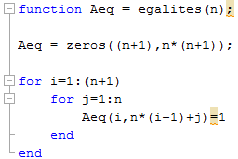 function Aeq = egalites(n);
Aeq = zeros((n+1),n*(n+1));
for i=1:(n+1)
for j=1:n
Aeq(i,n*(i-1)+j)=1
end
end